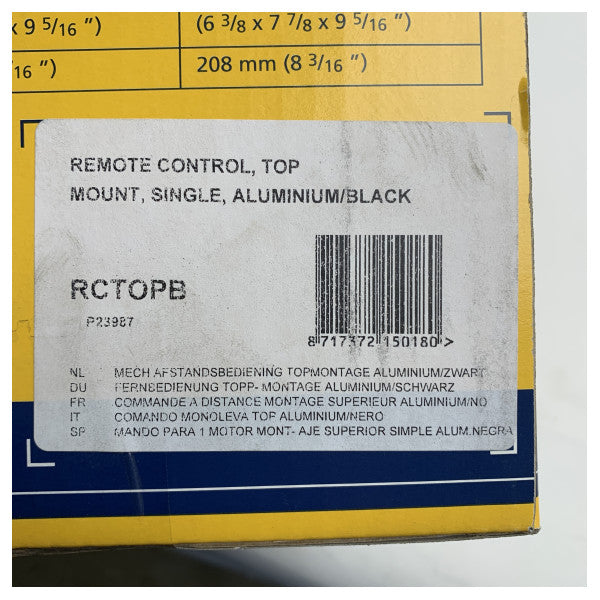 x 9 5/16 ″) (6 3/8 x 7 7/8 x 9 5/16 ″)
/16 ″) 208 mm (8 3/16 ″)
REMOTE CONTROL, TOP
MOUNT, SINGLE, ALUMINIUM/BLACK
RCTOPB
P23987
8 717372 150180 >
NL MECH AFSTANDSBEDIENING TOPMONTAGE ALUMINIUM/ZWART
DU FERNBEDIENUNG TOPP- MONTAGE ALUMINIUM/SCHWARZ
FR COMMANDE A DISTANCE MONTAGE SUPERIEUR ALUMINIUM/NO
IT COMANDO MONOLEVA TOP ALUMINIUM/NERO
SP MANDO PARA 1 MOTOR MONT- AJE SUPERIOR SIMPLE ALUM.NEGRA